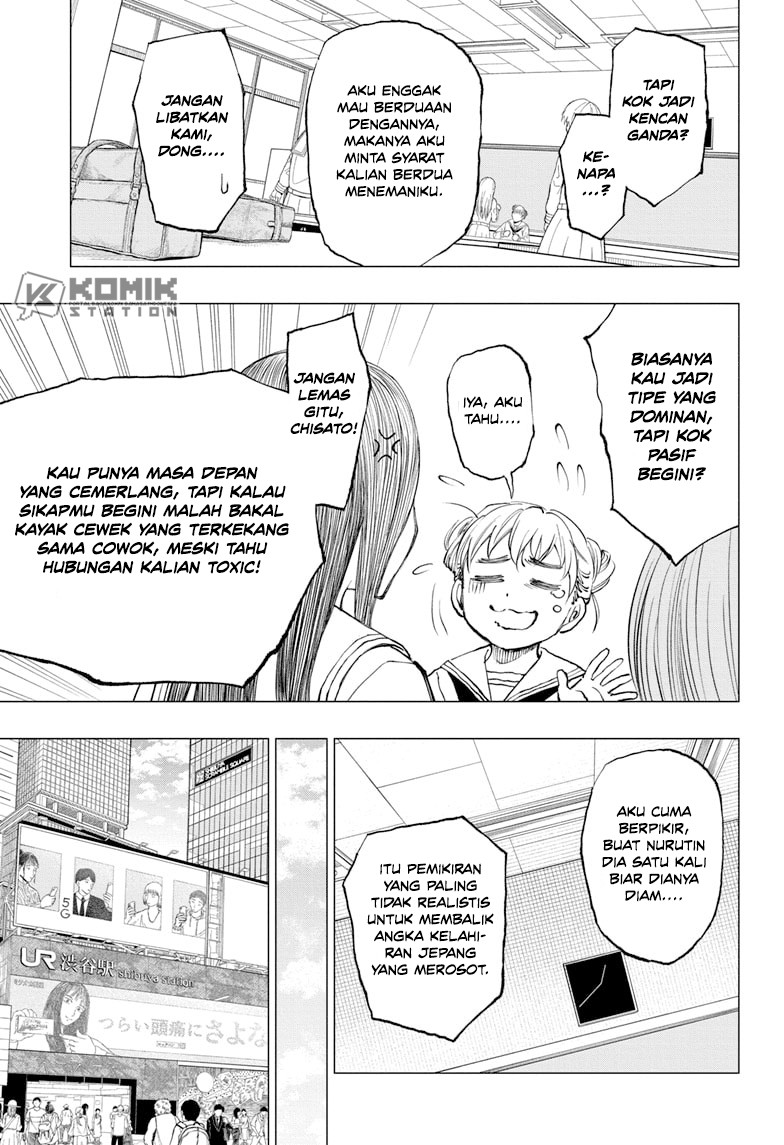 TAPI
KOK JADI
KENCAN
GANDA?
KE-
NAPA
...?
AKU ENGGAK
MAU BERDUAAN
DENGANNYA,
MAKANYA AKU
MINTA SYARAT
KALIAN BERDUA
MENEMANIKU.
JANGAN
LIBATKAN
KAMI,
DONG....
KOMIK
STATION
BIASANYA
KAU JADI
TIPE YANG
DOMINAN,
TAPI KOK
PASIF
BEGINI?
IYA, AKU
TAHU....
JANGAN
LEMAS
GITU,
CHISATO!
KAU PUNYA MASA DEPAN
YANG CEMERLANG, TAPI KALAU
SIKAPMU BEGINI MALAH BAKAL
KAYAK CEWEK YANG TERKEKANG
SAMA COWOK, MESKI TAHU
HUBUNGAN KALIAN TOXIC!
AKU CUMA
BERPIKIR,
BUAT NURUTIN
DIA SATU KALI
BIAR DIANYA
DIAM....
ITU PEMIKIRAN
YANG PALING
TIDAK REALISTIS
UNTUK MEMBALIK
ANGKA KELAHI-
RAN JEPANG
YANG MEROSOT.
SCRAMBLE SQUARE
5G
UR 渋谷駅 shibuya station
つらい頭痛にさよな